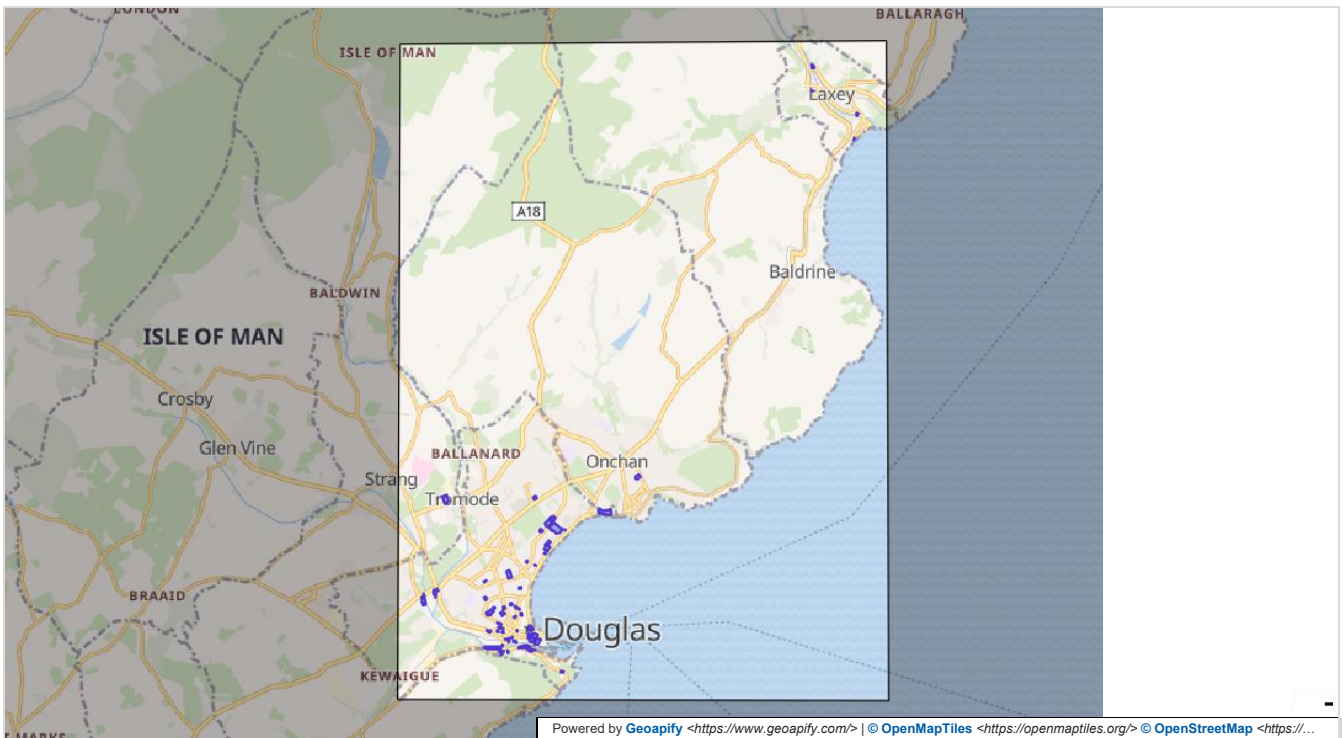 LONDON
BALLARAGH
ISLE OF MAN
Laxey
A18
Baldrine
BALDWIN
ISLE OF MAN
Crosby
Glen Vine
BALLANARD
Onchan
Strang
Tromode
BRAAID
Douglas
KEWAIGUE
T MARKS
Powered by Geoapify <https://www.geoapify.com/> | © OpenMapTiles <https://openmaptiles.org/> © OpenStreetMap <https://...